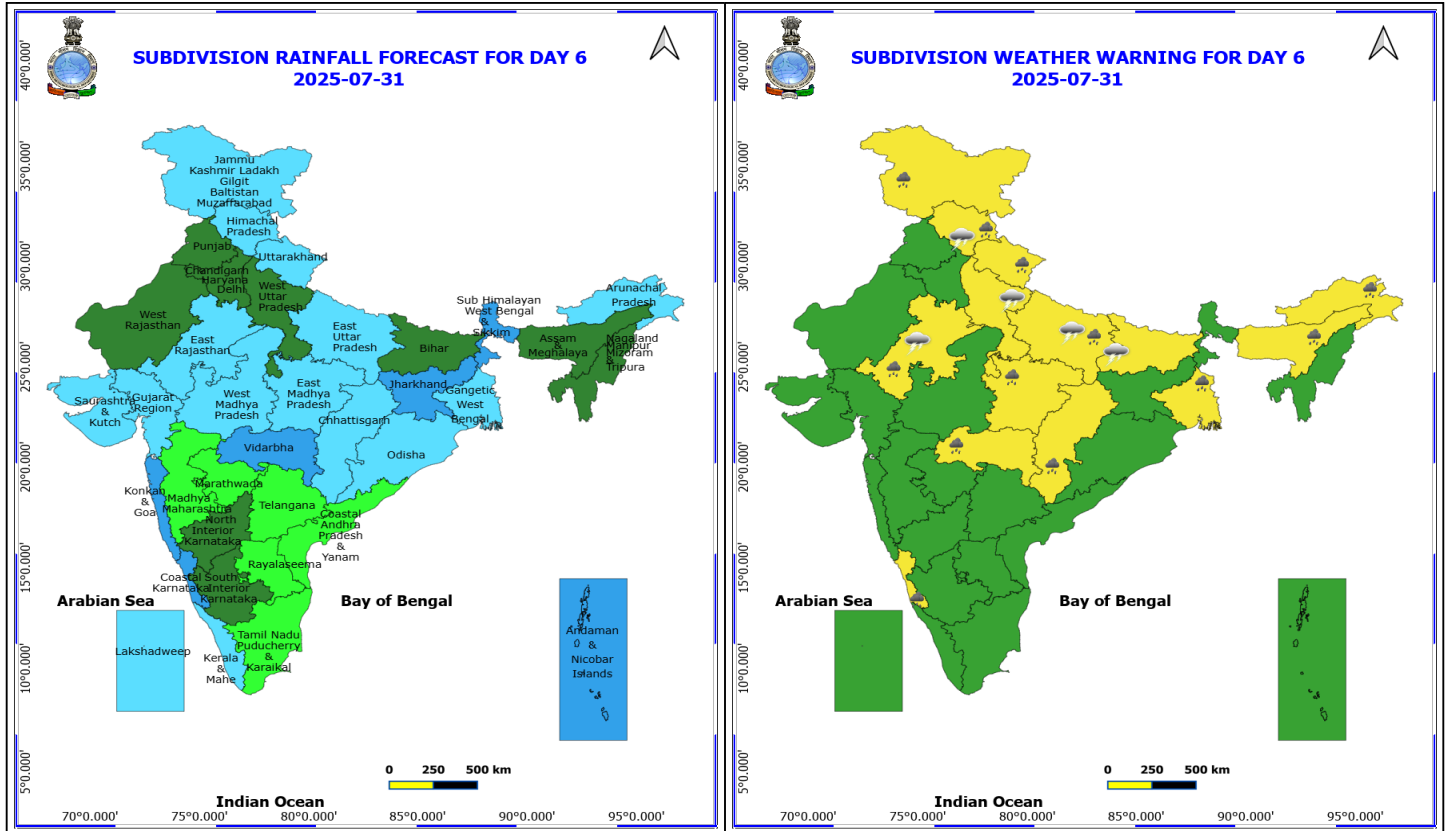 SUBDIVISION RAINFALL FORECAST FOR DAY 6
2025-07-31
40°0.000'
35°0.000'
30°0.000'
25°0.000'
20°0.000'
15°0.000'
10°0.000'
5°0.000'
Jammu
Kashmir Ladakh
Gilgit
Baltistan
Muzaffarabad
Himachal
Pradesh
Punjab
Uttarakhand
Chandigarh
Haryana
Delhi
West
Uttar
Pradesh
Arunachal
Pradesh
Sub Himalayan
West Bengal
&
Sikkim
West
Rajasthan
East
Rajasthan
East
Uttar
Pradesh
Bihar
Assam
&
Meghalaya
Nagaland
Manipur
Mizoram
&
Tripura
Saurashtra
&
Kutch
Gujarat
Region
West
Madhya
Pradesh
East
Madhya
Pradesh
Jharkhand
Gangetic
West
Bengal
Chhattisgarh
Vidarbha
Odisha
Konkan
&
Goa
Madhya
Maharashtra
Marathwada
Telangana
North
Interior
Karnataka
Coastal
Andhra
Pradesh
&
Yanam
Rayalaseema
Coastal
Karnataka
South
Interior
Karnataka
Arabian Sea
Bay of Bengal
Lakshadweep
Kerala
&
Mahe
Tamil Nadu
Puducherry
&
Karaikal
Andaman
&
Nicobar
Islands
0 250 500 km
Indian Ocean
70°0.000' 75°0.000' 80°0.000' 85°0.000' 90°0.000' 95°0.000'
SUBDIVISION WEATHER WARNING FOR DAY 6
2025-07-31
40°0.000'
35°0.000'
30°0.000'
25°0.000'
20°0.000'
15°0.000'
10°0.000'
5°0.000'
Arabian Sea
Bay of Bengal
0 250 500 km
Indian Ocean
70°0.000' 75°0.000' 80°0.000' 85°0.000' 90°0.000' 95°0.000'